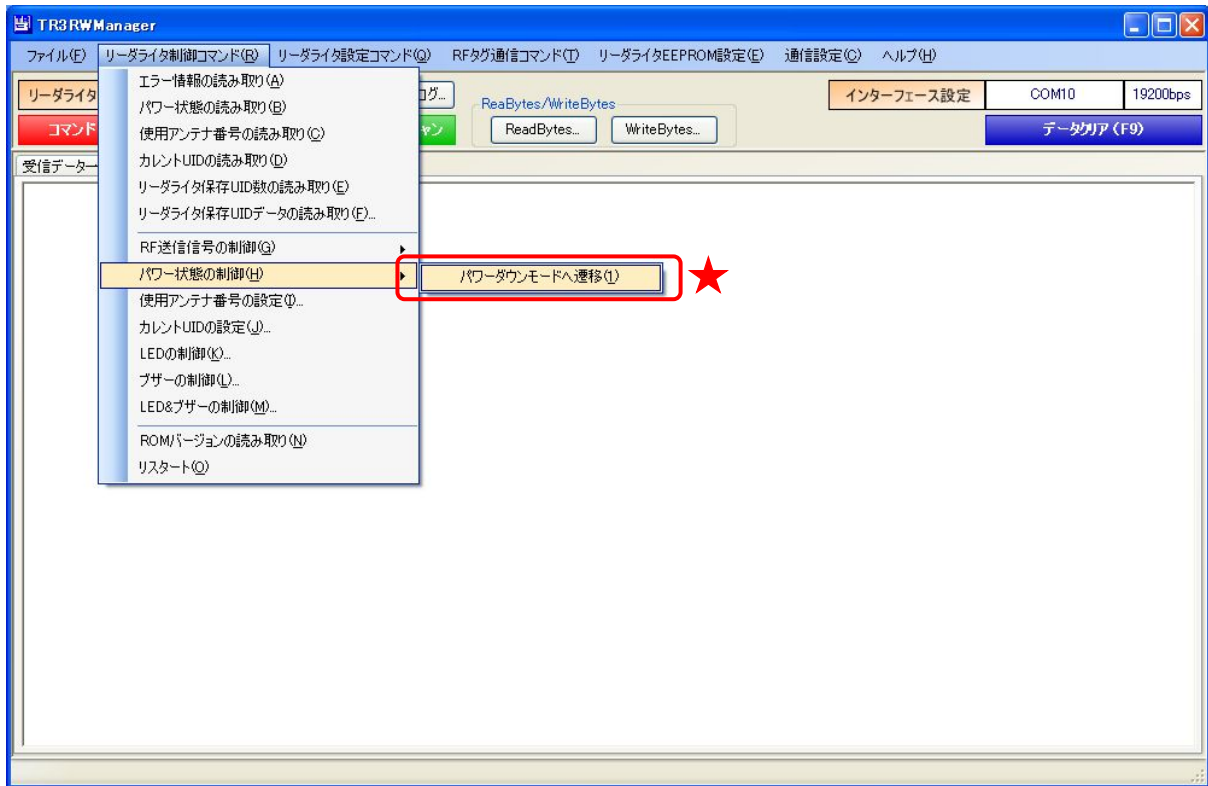 TR3RWManager
ファイル(F) リーダライタ制御コマンド(R) リーダライタ設定コマンド(Q) RFタグ通信コマンド(T) リーダライタEEPROM設定(E) 通信設定(C) ヘルプ(H)
リーダライタ
ログ...
ReaBytes/WriteBytes
インターフェース設定 COM10 19200bps
コマンド
ReadBytes... WriteBytes...
データクリア(F9)
受信データ
エラー情報の読み取り(A)
パワー状態の読み取り(B)
使用アンテナ番号の読み取り(C)
カレントUIDの読み取り(D)
リーダライタ保存UID数の読み取り(E)
リーダライタ保存UIDデータの読み取り(F)...
RF送信信号の制御(G)
パワー状態の制御(H)
パワーダウンモードへ遷移(1)
使用アンテナ番号の設定(I)...
カレントUIDの設定(J)...
LEDの制御(K)...
ブザーの制御(L)...
LED&ブザーの制御(M)...
ROMバージョンの読み取り(N)
リスタート(O)